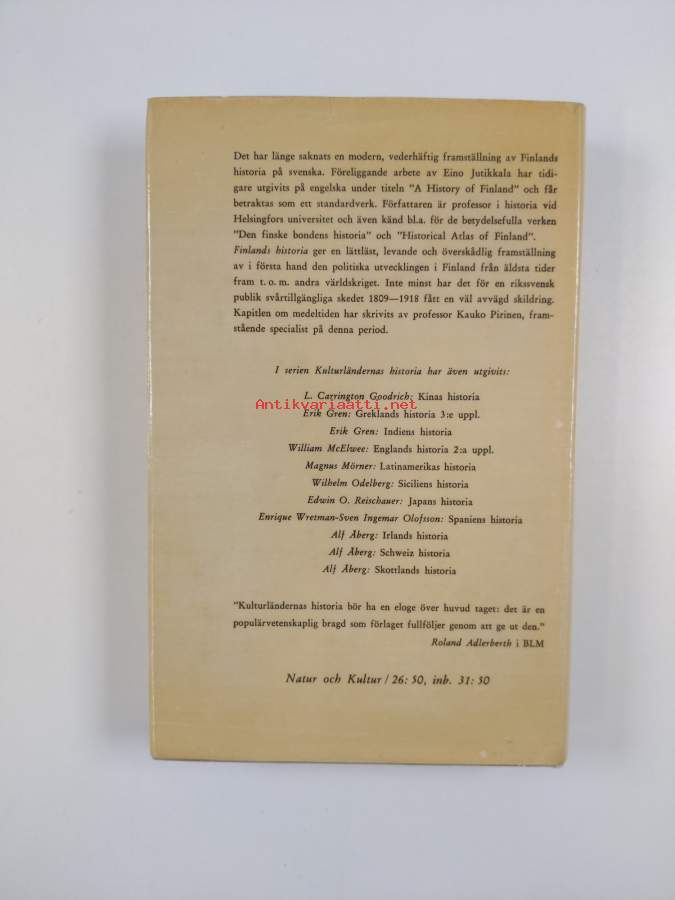 Det har länge saknats en modern, vederhäftig framställning av Finlands
historia på svenska. Föreliggande arbete av Eino Jutikkala har tidi-
gare utgivits på engelska under titeln "A History of Finland" och får
betraktas som ett standardverk. Författaren är professor i historia vid
Helsingfors universitet och även känd bl.a. för de betydelsefulla verken
"Den finske bondens historia" och "Historical Atlas of Finland".
Finlands historia ger en lättläst, levande och överskådlig framställning
av i första hand den politiska utvecklingen i Finland från äldsta tider
fram t.o.m. andra världskriget. Inte minst har det för en rikssvensk
publik svårtillgängliga skedet 1809—1918 fått en väl avvägd skildring.
Kapitlen om medeltiden har skrivits av professor Kauko Pirinen, fram-
stående specialist på denna period.
I serien Kulturländernas historia har även utgivits:
L. Carrington Goodrich: Kinas historia
Antikvariaatti.net
Erik Gren: Greklands historia 3:e uppl.
Erik Gren: Indiens historia
William McElwee: Englands historia 2:a uppl.
Magnus Mörner: Latinamerikas historia
Wilhelm Odelberg: Siciliens historia
Edwin O. Reischauer: Japans historia
Enrique Wretman-Sven Ingemar Olofsson: Spaniens historia
Alf Åberg: Irlands historia
Alf Åberg: Schweiz historia
Alf Åberg: Skottlands historia
"Kulturländernas historia bör ha en eloge över huvud taget: det är en
populärvetenskaplig bragd som förlaget fullföljer genom att ge ut den."
Roland Adlerberth i BLM
Natur och Kultur / 26: 50, inb. 31: 50